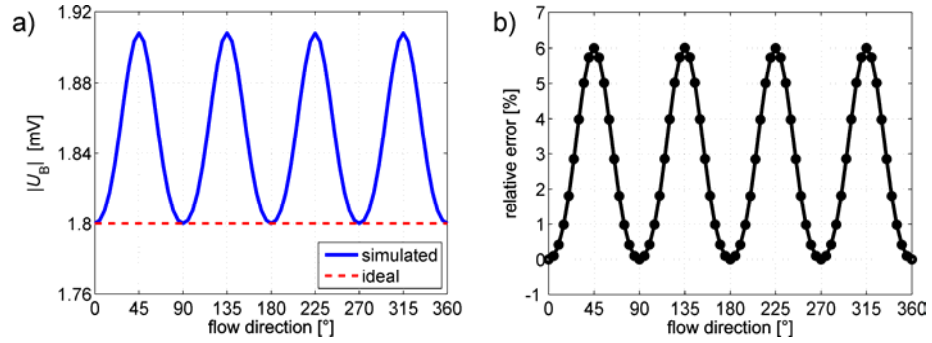 a)
|U_B| [mV]
1.92
1.88
1.84
1.8
1.76
0 45 90 135 180 225 270 315 360
flow direction [°]
simulated
ideal
b)
relative error [%]
7
6
5
4
3
2
1
0
-1
0 45 90 135 180 225 270 315 360
flow direction [°]